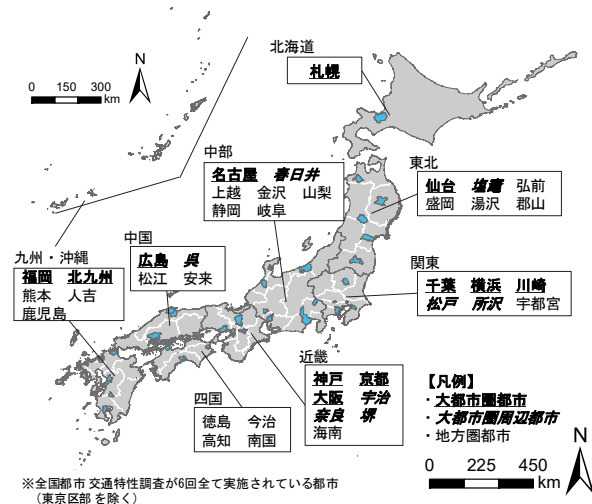 N
0 150 300
km
北海道
札幌
中部
名古屋 春日井
上越 金沢 山梨
静岡 岐阜
東北
仙台 塩竈 弘前
盛岡 湯沢 郡山
中国
広島 呉
松江 安来
九州・沖縄
福岡 北九州
熊本 人吉
鹿児島
関東
千葉 横浜 川崎
松戸 所沢 宇都宮
近畿
神戸 京都
大阪 宇治
奈良 堺
海南
四国
徳島 今治
高知 南国
【凡例】
・大都市圏都市
・大都市圏周辺都市
・地方圏都市
N
0 225 450
km
※全国都市 交通特性調査が6回全て実施されている都市
（東京区部 を除く）